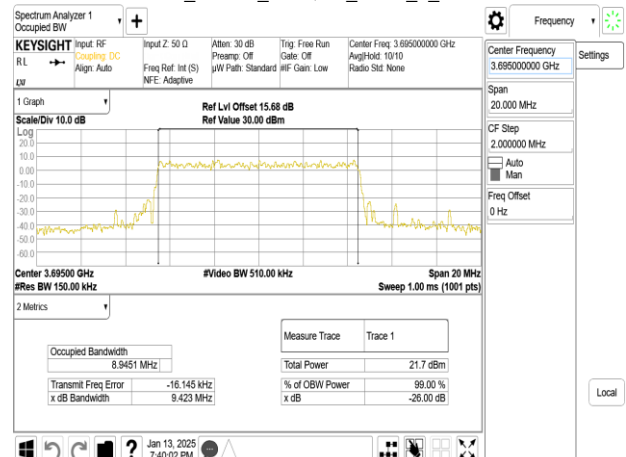 Spectrum Analyzer 1
Occupied BW
Frequency
KEYSIGHT
RL
LXI
Input: RF
Coupling: DC
Align: Auto
Input Z: 50 Ω
Freq Ref: Int (S)
NFE: Adaptive
Atten: 30 dB
Preamp: Off
µW Path: Standard
Trig: Free Run
Gate: Off
#IF Gain: Low
Center Freq: 3.695000000 GHz
Avg|Hold: 10/10
Radio Std: None
Center Frequency
3.695000000 GHz
Settings
Span
20.000 MHz
CF Step
2.000000 MHz
Auto
Man
Freq Offset
0 Hz
Local
1 Graph
Scale/Div 10.0 dB
Ref Lvl Offset 15.68 dB
Ref Value 30.00 dBm
Log
20.0
10.0
0.00
-10.0
-20.0
-30.0
-40.0
-50.0
-60.0
Center 3.69500 GHz
#Video BW 510.00 kHz
Span 20 MHz
#Res BW 150.00 kHz
Sweep 1.00 ms (1001 pts)
2 Metrics
Measure Trace Trace 1
Occupied Bandwidth
8.9451 MHz
Total Power 21.7 dBm
Transmit Freq Error -16.145 kHz
% of OBW Power 99.00 %
x dB Bandwidth 9.423 MHz
x dB -26.00 dB
?
Jan 13, 2025
7:40:02 PM